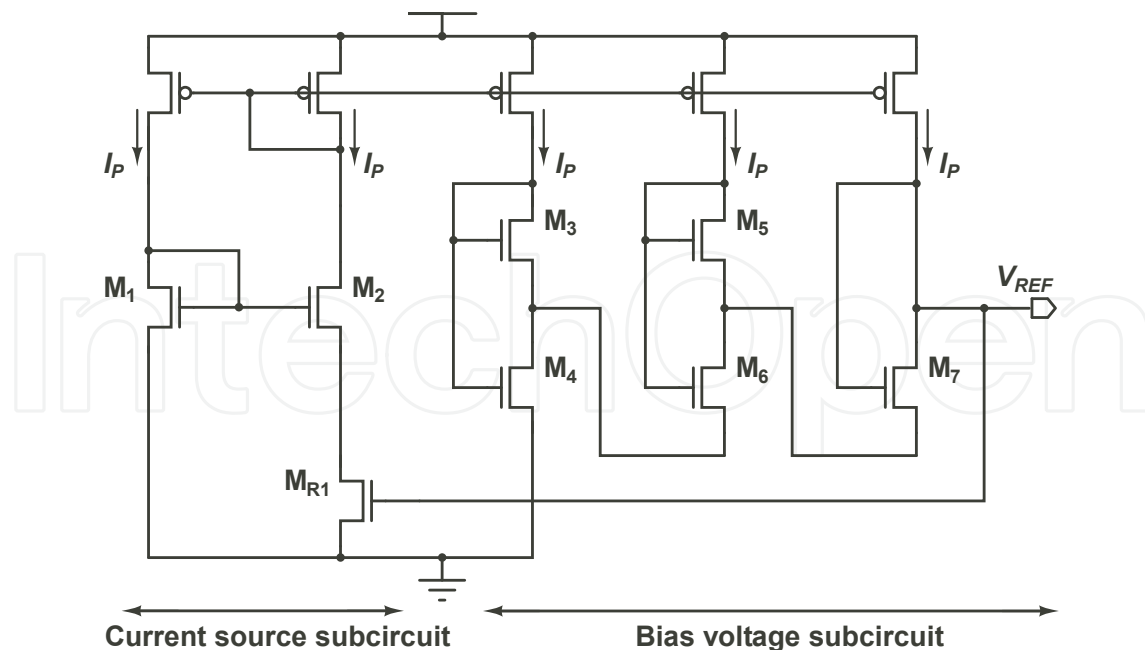 I_P
I_P
I_P
I_P
I_P
M_3
M_5
V_REF
M_1
M_2
M_4
M_6
M_7
M_R1
IntechOpen
Current source subcircuit
Bias voltage subcircuit